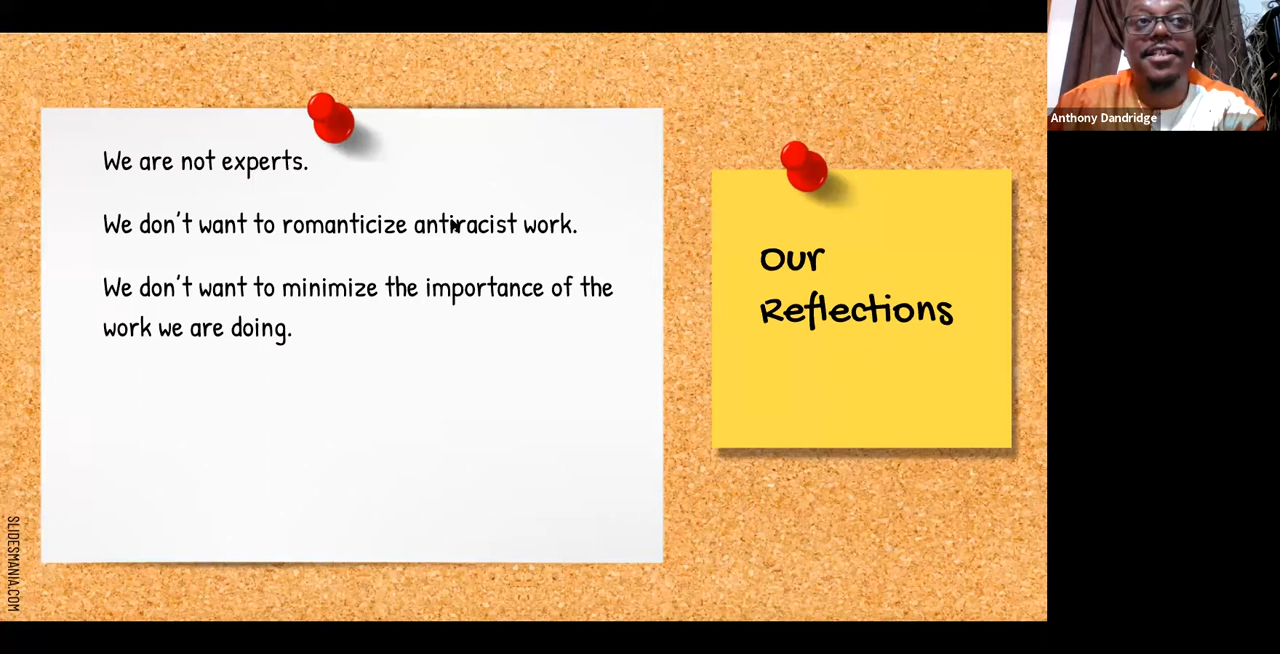 We are not experts.
We don't want to romanticize antiracist work.
We don't want to minimize the importance of the
work we are doing.
Our
Reflections
Anthony Dandridge
SLIDESMANIA.COM